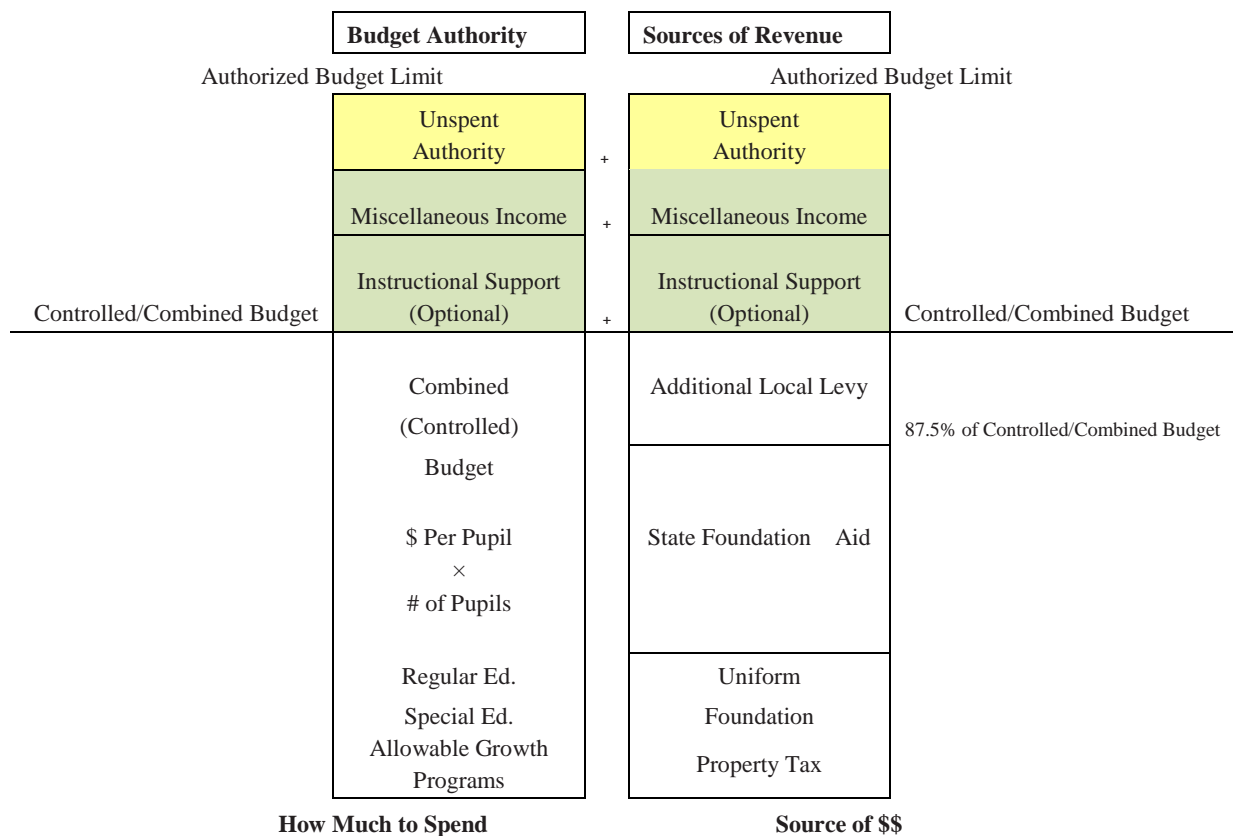 Budget Authority
Sources of Revenue
Authorized Budget Limit
Authorized Budget Limit
Unspent
Authority
+
Unspent
Authority
Miscellaneous Income
+
Miscellaneous Income
Controlled/Combined Budget
Instructional Support
(Optional)
+
Instructional Support
(Optional)
Controlled/Combined Budget
Combined
(Controlled)
Budget
$ Per Pupil
×
# of Pupils
Regular Ed.
Special Ed.
Allowable Growth
Programs
Additional Local Levy
87.5% of Controlled/Combined Budget
State Foundation Aid
Uniform
Foundation
Property Tax
How Much to Spend
Source of $$